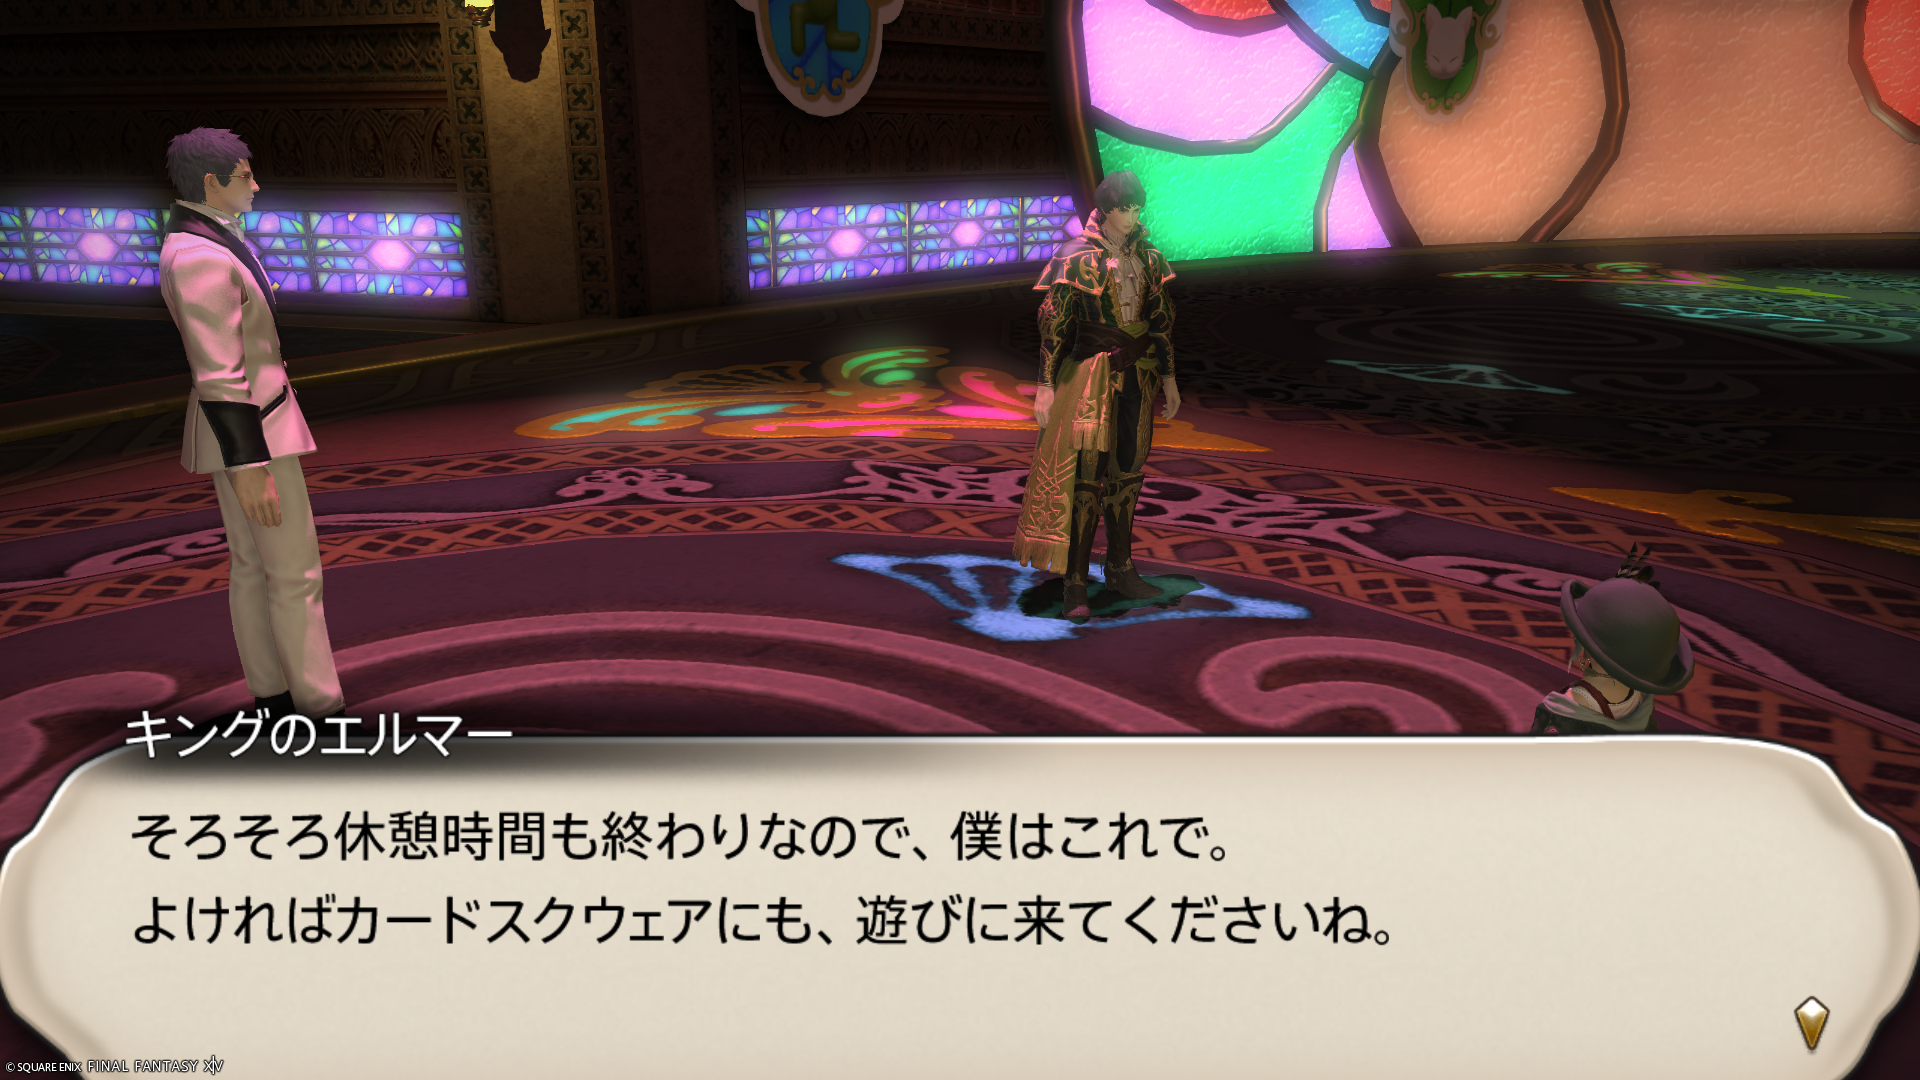 キングのエルマー
そろそろ休憩時間も終わりなので、僕はこれで。
よければカードスクウェアにも、遊びに来てくださいね。
© SQUARE ENIX FINAL FANTASY XIV